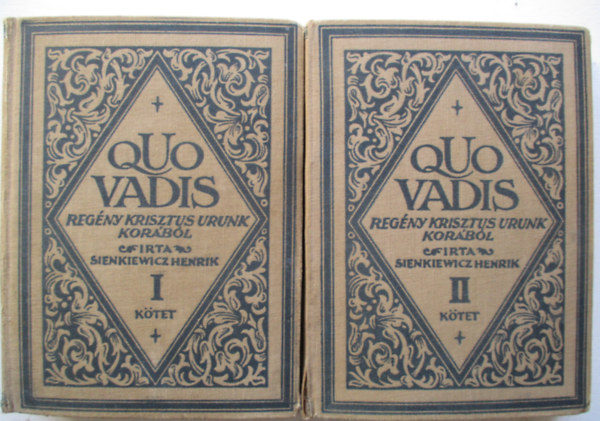 QUO
VADIS
REGÉNY KRISZTUS URUNK
KORÁBÓL
IRTA
SIENKIEWICZ HENRIK
I
KÖTET
QUO
VADIS
REGÉNY KRISZTUS URUNK
KORÁBÓL
IRTA
SIENKIEWICZ HENRIK
II
KÖTET